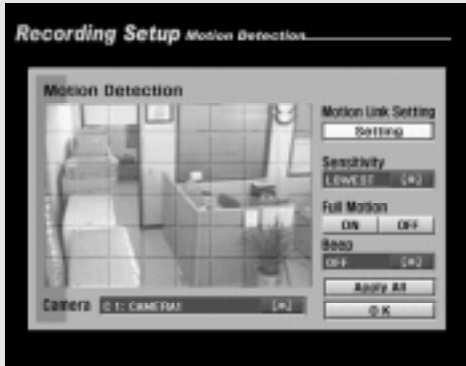 Recording Setup Motion Detection
Motion Detection
Motion Link Setting
Setting
Sensitivity
LOWEST [▼]
Full Motion
ON OFF
Beep
OFF [▼]
Apply All
OK
Camera C 1: CAMERA1 [▼]